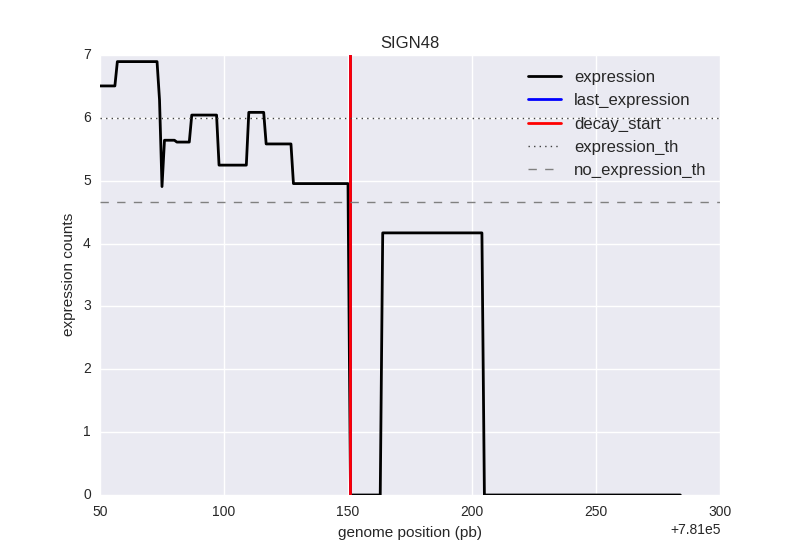 SIGN48
7
6
5
4
3
2
1
0
expression counts
expression
last_expression
decay_start
expression_th
no_expression_th
50
100
150
200
250
300
genome position (pb)
+7.81e5